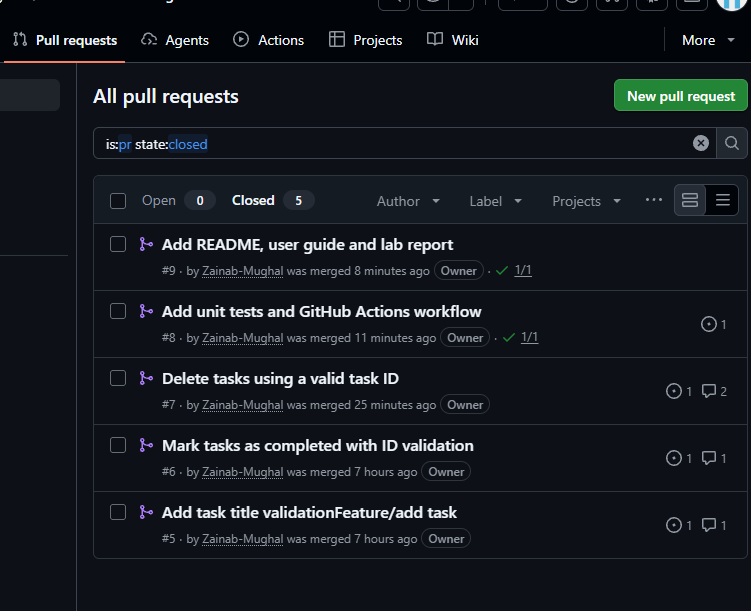 Pull requests Agents Actions Projects Wiki More
All pull requests
New pull request
is:pr state:closed
Open 0 Closed 5 Author Label Projects ...
Add README, user guide and lab report
#9 · by Zainab-Mughal was merged 8 minutes ago Owner · 1/1
Add unit tests and GitHub Actions workflow
1
#8 · by Zainab-Mughal was merged 11 minutes ago Owner · 1/1
Delete tasks using a valid task ID
1 2
#7 · by Zainab-Mughal was merged 25 minutes ago Owner
Mark tasks as completed with ID validation
1 1
#6 · by Zainab-Mughal was merged 7 hours ago Owner
Add task title validationFeature/add task
1 1
#5 · by Zainab-Mughal was merged 7 hours ago Owner